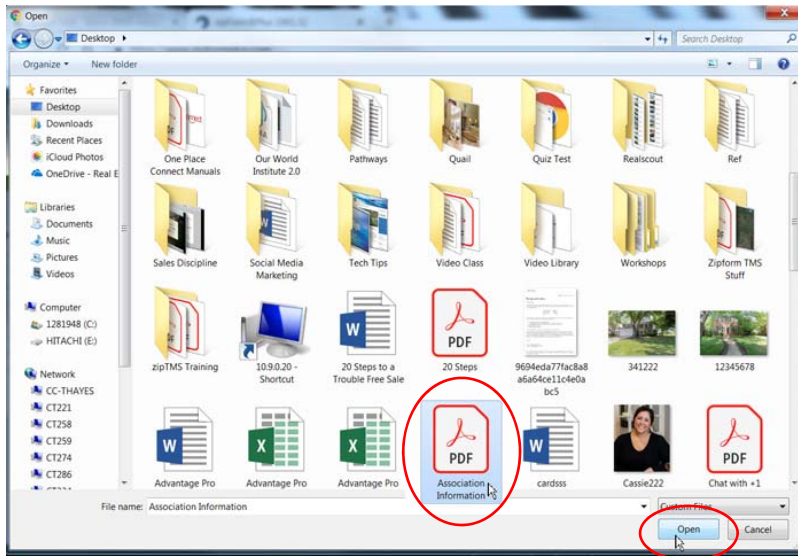 Open
Desktop
Search Desktop
Organize
New folder
Favorites
Desktop
Downloads
Recent Places
iCloud Photos
OneDrive - Real E
Libraries
Documents
Music
Pictures
Videos
Computer
1281948 (C:)
HITACHI (E:)
Network
CC-THAYES
CT221
CT258
CT259
CT274
CT286
One Place
Connect Manuals
Our World
Institute 2.0
Pathways
Quail
Quiz Test
Realscout
Ref
Sales Discipline
Social Media
Marketing
Tech Tips
Video Class
Video Library
Workshops
Zipform TMS
Stuff
zipTMS Training
10.9.0.20 -
Shortcut
W
20 Steps to a
Trouble Free Sale
PDF
20 Steps
9694eda77fac8a8
a6a64ce11c4e0a
bc5
341222
12345678
W
Advantage Pro
X
Advantage Pro
X
Advantage Pro
PDF
Association
Information
W
cardsss
Cassie222
PDF
Chat with +1
File name:
Association Information
Custom Files
Open
Cancel